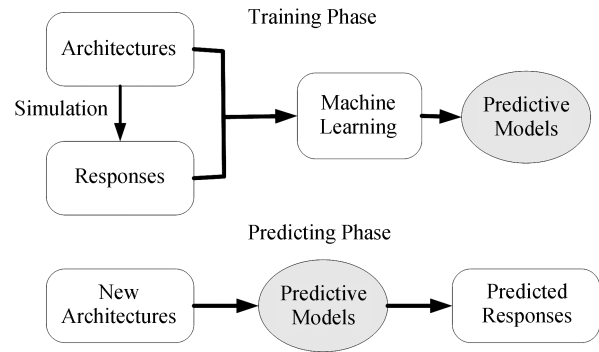 Training Phase
Architectures
Simulation
Responses
Machine
Learning
Predictive
Models
Predicting Phase
New
Architectures
Predictive
Models
Predicted
Responses